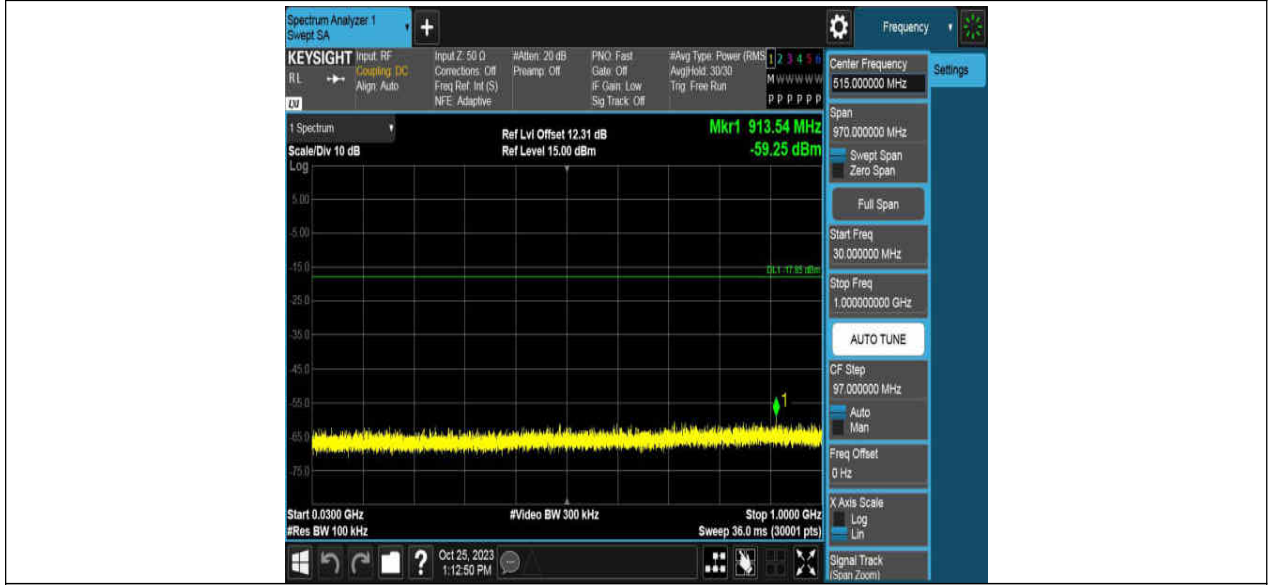 Spectrum Analyzer 1
Swept SA
+
Frequency
KEYSIGHT
RL
LXI
Input: RF
Coupling: DC
Align: Auto
Input Z: 50 Ω
Corrections: Off
Freq Ref: Int (S)
NFE: Adaptive
#Atten: 20 dB
Preamp: Off
PNO: Fast
Gate: Off
IF Gain: Low
Sig Track: Off
#Avg Type: Power (RMS
Avg|Hold: 30/30
Trig: Free Run
1 2 3 4 5 6
M W W W W W
P P P P P P
1 Spectrum
Scale/Div 10 dB
Log
Ref Lvl Offset 12.31 dB
Ref Level 15.00 dBm
Mkr1 913.54 MHz
-59.25 dBm
5.00
-5.00
-15.0
DL1 -17.85 dBm
-25.0
-35.0
-45.0
-55.0
1
-65.0
-75.0
Start 0.0300 GHz
#Res BW 100 kHz
#Video BW 300 kHz
Stop 1.0000 GHz
Sweep 36.0 ms (30001 pts)
?
Oct 25, 2023
1:12:50 PM
Center Frequency
515.000000 MHz
Settings
Span
970.000000 MHz
Swept Span
Zero Span
Full Span
Start Freq
30.000000 MHz
Stop Freq
1.000000000 GHz
AUTO TUNE
CF Step
97.000000 MHz
Auto
Man
Freq Offset
0 Hz
X Axis Scale
Log
Lin
Signal Track
(Span Zoom)